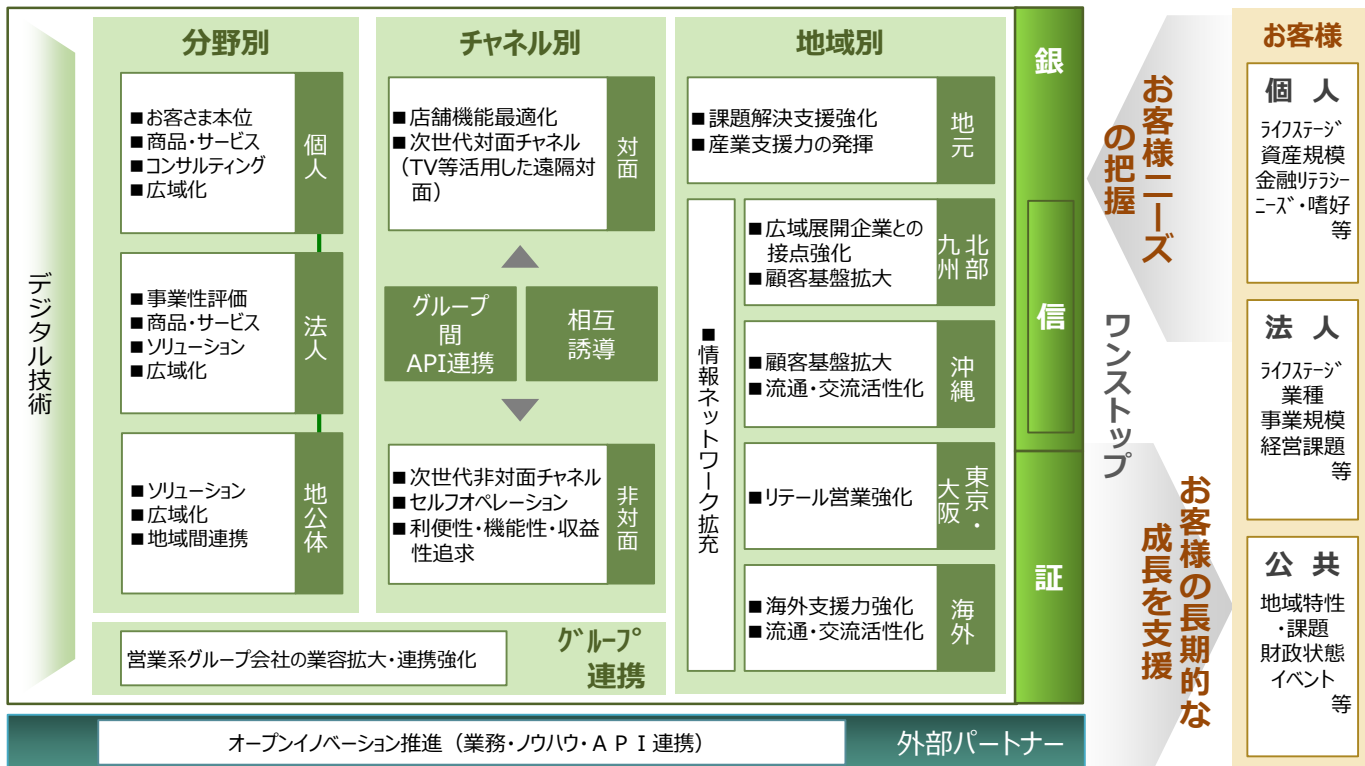 デジタル技術
分野別
■お客さま本位
■商品・サービス
■コンサルティング
■広域化
個人
■事業性評価
■商品・サービス
■ソリューション
■広域化
法人
■ソリューション
■広域化
■地域間連携
地公体
チャネル別
■店舗機能最適化
■次世代対面チャネル
（TV等活用した遠隔対
面）
対面
グループ
間
API連携
相互
誘導
■次世代非対面チャネル
■セルフオペレーション
■利便性・機能性・収益
性追求
非対面
営業系グループ会社の業容拡大・連携強化
ｸﾞﾙｰﾌﾟ
連携
地域別
■課題解決支援強化
■産業支援力の発揮
地元
■情報ネットワーク拡充
■広域展開企業との
接点強化
■顧客基盤拡大
北部
九州
■顧客基盤拡大
■流通・交流活性化
沖縄
■リテール営業強化
東京・
大阪
■海外支援力強化
■流通・交流活性化
海外
銀
信
証
お客様ニーズ
の把握
ワンストップ
お客様の長期的な
成長を支援
お客様
個 人
ﾗｲﾌｽﾃｰｼﾞ
資産規模
金融ﾘﾃﾗｼｰ
ﾆｰｽﾞ・嗜好
等
法 人
ﾗｲﾌｽﾃｰｼﾞ
業種
事業規模
経営課題
等
公 共
地域特性
・課題
財政状態
イベント
等
オープンイノベーション推進（業務・ノウハウ・ＡＰＩ連携）
外部パートナー